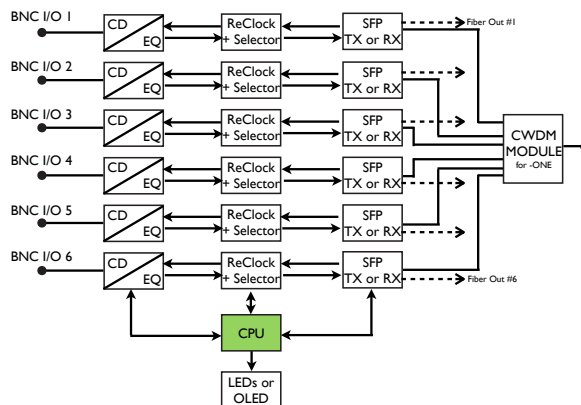 BNC I/O 1
CD
EQ
ReClock
+ Selector
SFP
TX or RX
Fiber Out #1
BNC I/O 2
CD
EQ
ReClock
+ Selector
SFP
TX or RX
BNC I/O 3
CD
EQ
ReClock
+ Selector
SFP
TX or RX
CWDM
MODULE
for -ONE
BNC I/O 4
CD
EQ
ReClock
+ Selector
SFP
TX or RX
BNC I/O 5
CD
EQ
ReClock
+ Selector
SFP
TX or RX
BNC I/O 6
CD
EQ
ReClock
+ Selector
SFP
TX or RX
Fiber Out #6
CPU
LEDs or
OLED